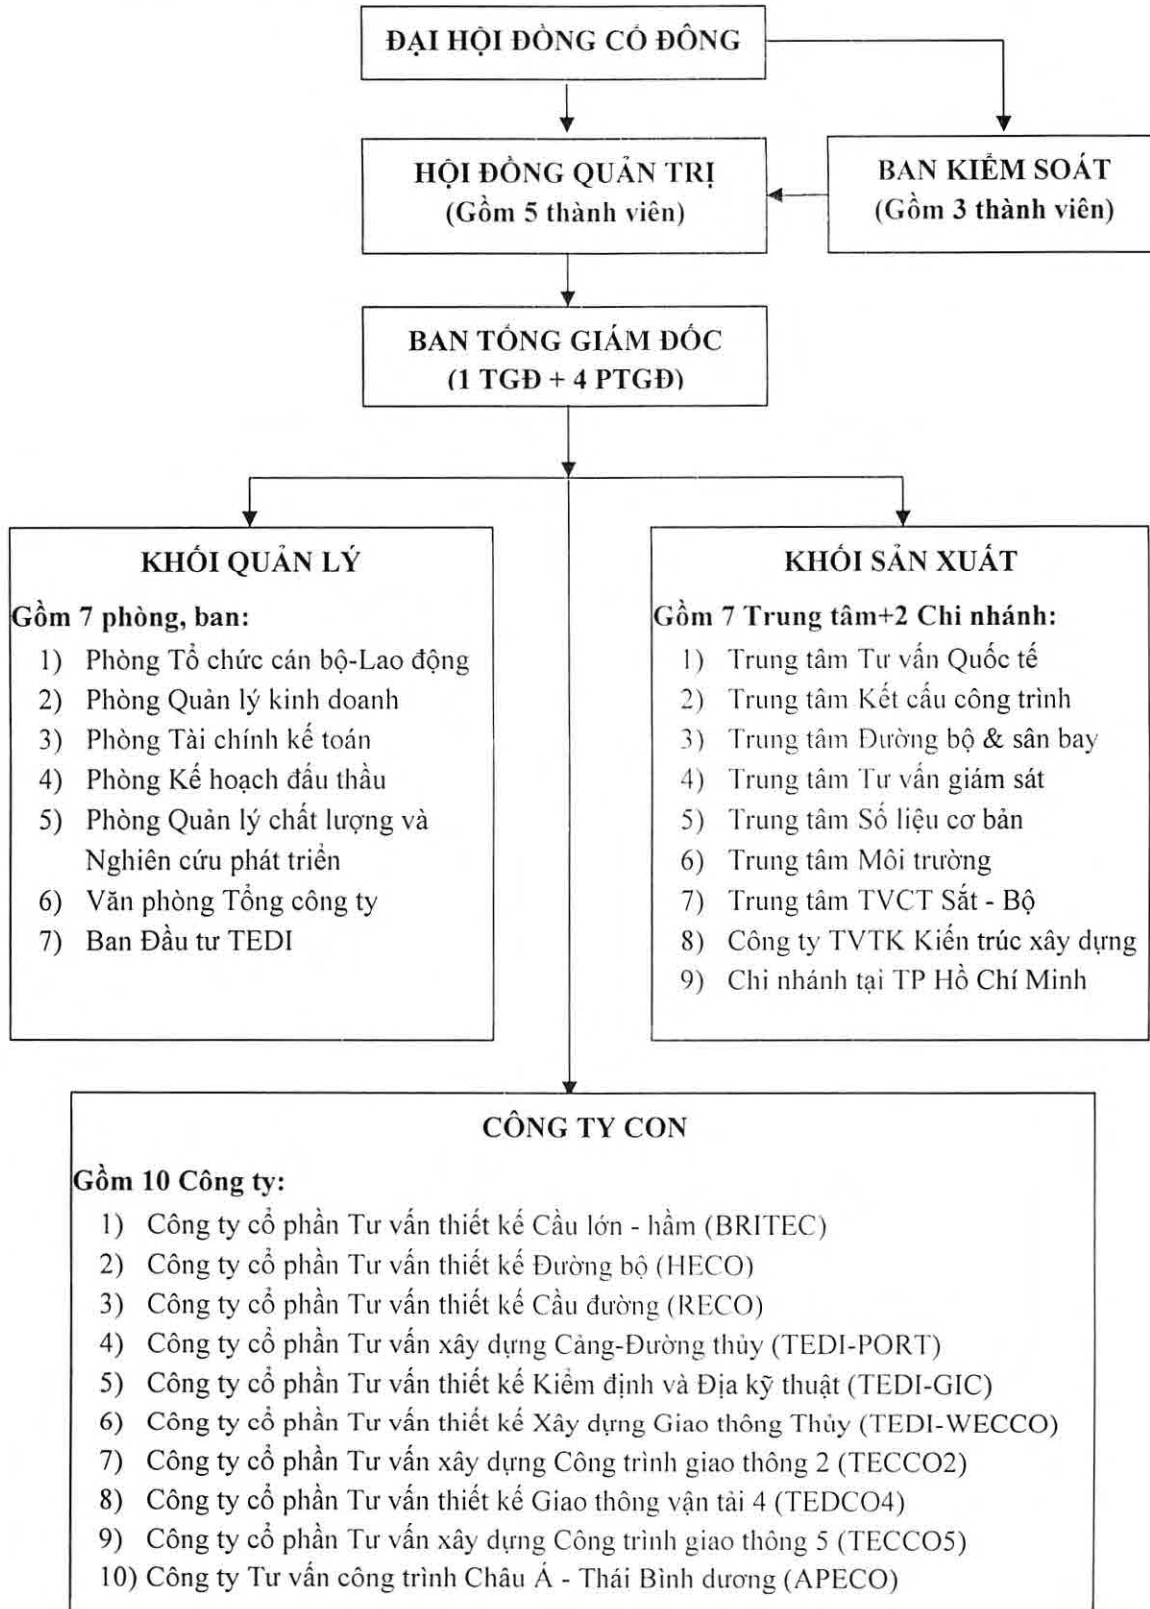 ĐẠI HỘI ĐỒNG CỔ ĐÔNG
HỘI ĐỒNG QUẢN TRỊ
(Gồm 5 thành viên)
BAN KIỂM SOÁT
(Gồm 3 thành viên)
BAN TỔNG GIÁM ĐỐC
(1 TGĐ + 4 PTGĐ)
KHỐI QUẢN LÝ
Gồm 7 phòng, ban:
1) Phòng Tổ chức cán bộ-Lao động
2) Phòng Quản lý kinh doanh
3) Phòng Tài chính kế toán
4) Phòng Kế hoạch đấu thầu
5) Phòng Quản lý chất lượng và
Nghiên cứu phát triển
6) Văn phòng Tổng công ty
7) Ban Đầu tư TEDI
KHỐI SẢN XUẤT
Gồm 7 Trung tâm+2 Chi nhánh:
1) Trung tâm Tư vấn Quốc tế
2) Trung tâm Kết cấu công trình
3) Trung tâm Đường bộ & sân bay
4) Trung tâm Tư vấn giám sát
5) Trung tâm Số liệu cơ bản
6) Trung tâm Môi trường
7) Trung tâm TVCT Sắt - Bộ
8) Công ty TVTK Kiến trúc xây dựng
9) Chi nhánh tại TP Hồ Chí Minh
CÔNG TY CON
Gồm 10 Công ty:
1) Công ty cổ phần Tư vấn thiết kế Cầu lớn - hầm (BRITEC)
2) Công ty cổ phần Tư vấn thiết kế Đường bộ (HECO)
3) Công ty cổ phần Tư vấn thiết kế Cầu đường (RECO)
4) Công ty cổ phần Tư vấn xây dựng Cảng-Đường thủy (TEDI-PORT)
5) Công ty cổ phần Tư vấn thiết kế Kiểm định và Địa kỹ thuật (TEDI-GIC)
6) Công ty cổ phần Tư vấn thiết kế Xây dựng Giao thông Thủy (TEDI-WECCO)
7) Công ty cổ phần Tư vấn xây dựng Công trình giao thông 2 (TECCO2)
8) Công ty cổ phần Tư vấn thiết kế Giao thông vận tải 4 (TEDCO4)
9) Công ty cổ phần Tư vấn xây dựng Công trình giao thông 5 (TECCO5)
10) Công ty Tư vấn công trình Châu Á - Thái Bình dương (APECO)